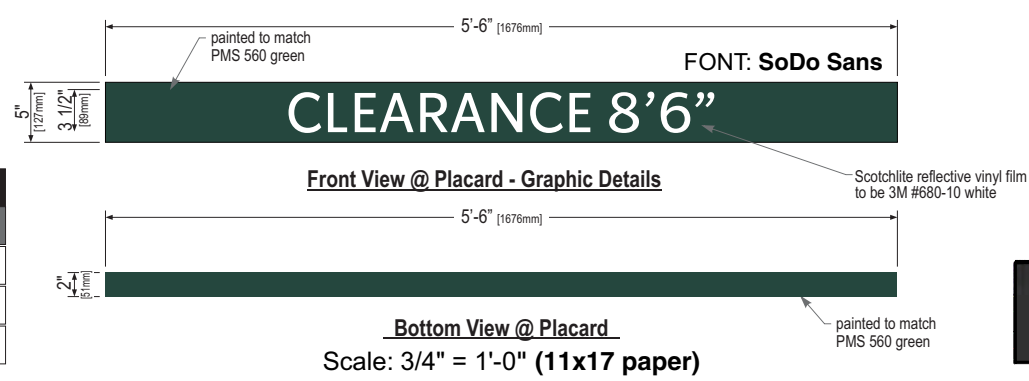 5'-6" [1676mm]
painted to match
PMS 560 green
FONT: SoDo Sans
5"
[127mm]
3 1/2"
[89mm]
CLEARANCE 8’6”
Front View @ Placard - Graphic Details
Scotchlite reflective vinyl film
to be 3M #680-10 white
5'-6" [1676mm]
2"
[51mm]
Bottom View @ Placard
painted to match
PMS 560 green
Scale: 3/4" = 1'-0" (11x17 paper)